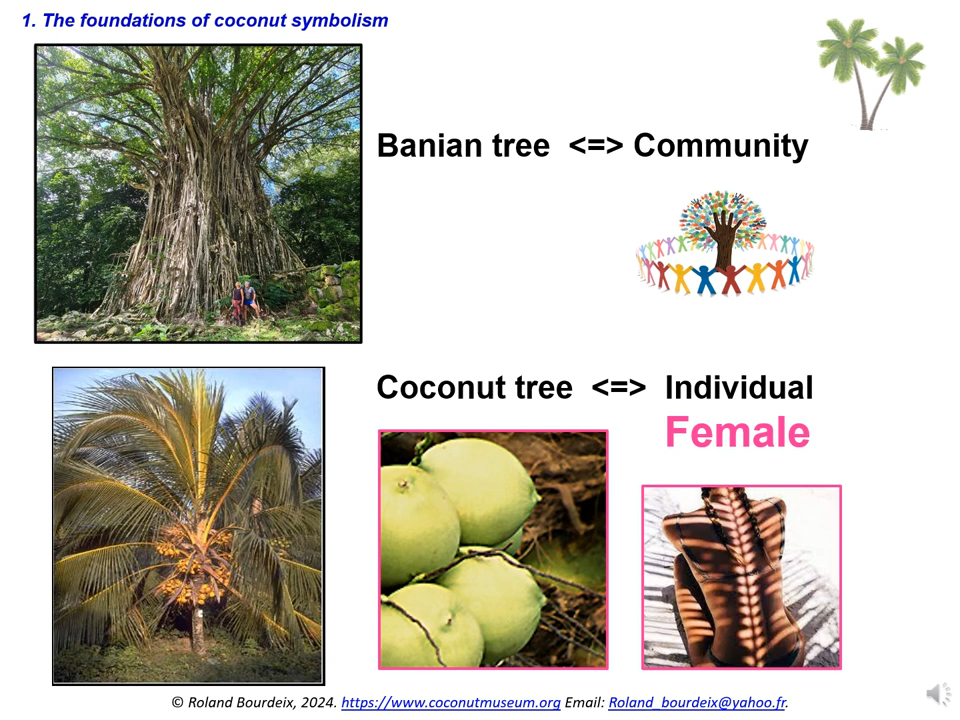 1. The foundations of coconut symbolism
Banian tree <=> Community
Coconut tree <=> Individual
Female
© Roland Bourdeix, 2024. https://www.coconutmuseum.org Email: Roland_bourdeix@yahoo.fr.